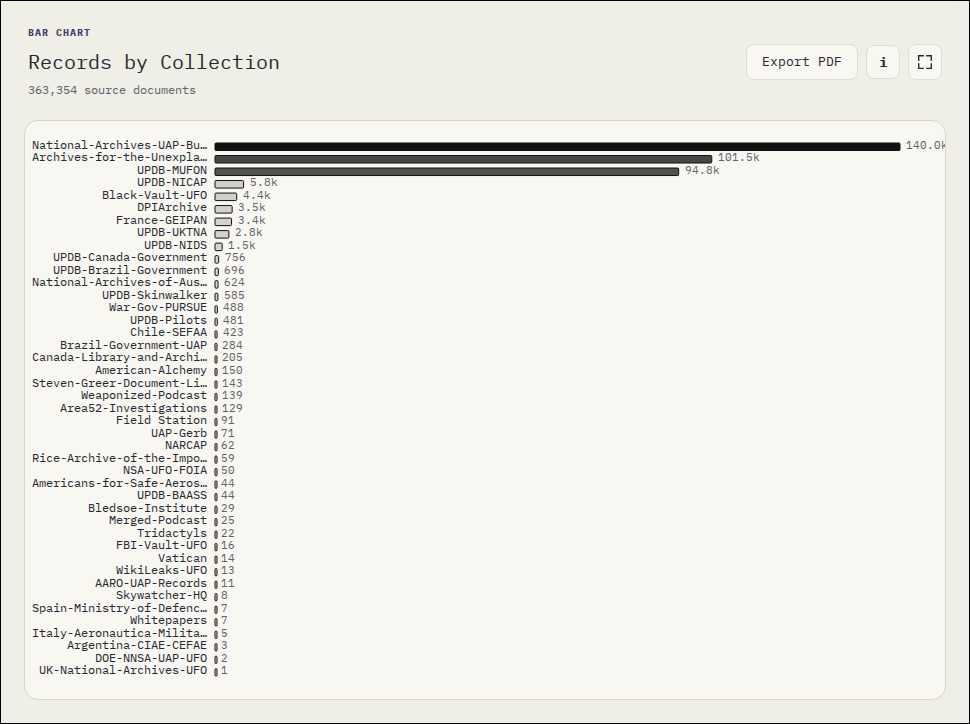 BAR CHART
Records by Collection
363,354 source documents
Export PDF
i
National-Archives-UAP-Bu… 140.0k
Archives-for-the-Unexpla… 101.5k
UPDB-MUFON 94.8k
UPDB-NICAP 5.8k
Black-Vault-UFO 4.4k
DPIArchive 3.5k
France-GEIPAN 3.4k
UPDB-UKTNA 2.8k
UPDB-NIDS 1.5k
UPDB-Canada-Government 756
UPDB-Brazil-Government 696
National-Archives-of-Aus… 624
UPDB-Skinwalker 585
War-Gov-PURSUE 488
UPDB-Pilots 481
Chile-SEFAA 423
Brazil-Government-UAP 284
Canada-Library-and-Archi… 205
American-Alchemy 150
Steven-Greer-Document-Li… 143
Weaponized-Podcast 139
Area52-Investigations 129
Field Station 91
UAP-Gerb 71
NARCAP 62
Rice-Archive-of-the-Impo… 59
NSA-UFO-FOIA 50
Americans-for-Safe-Aeros… 44
UPDB-BAASS 44
Bledsoe-Institute 29
Merged-Podcast 25
Tridactyls 22
FBI-Vault-UFO 16
Vatican 14
WikiLeaks-UFO 13
AARO-UAP-Records 11
Skywatcher-HQ 8
Spain-Ministry-of-Defenc… 7
Whitepapers 7
Italy-Aeronautica-Milita… 5
Argentina-CIAE-CEFAE 3
DOE-NNSA-UAP-UFO 2
UK-National-Archives-UFO 1